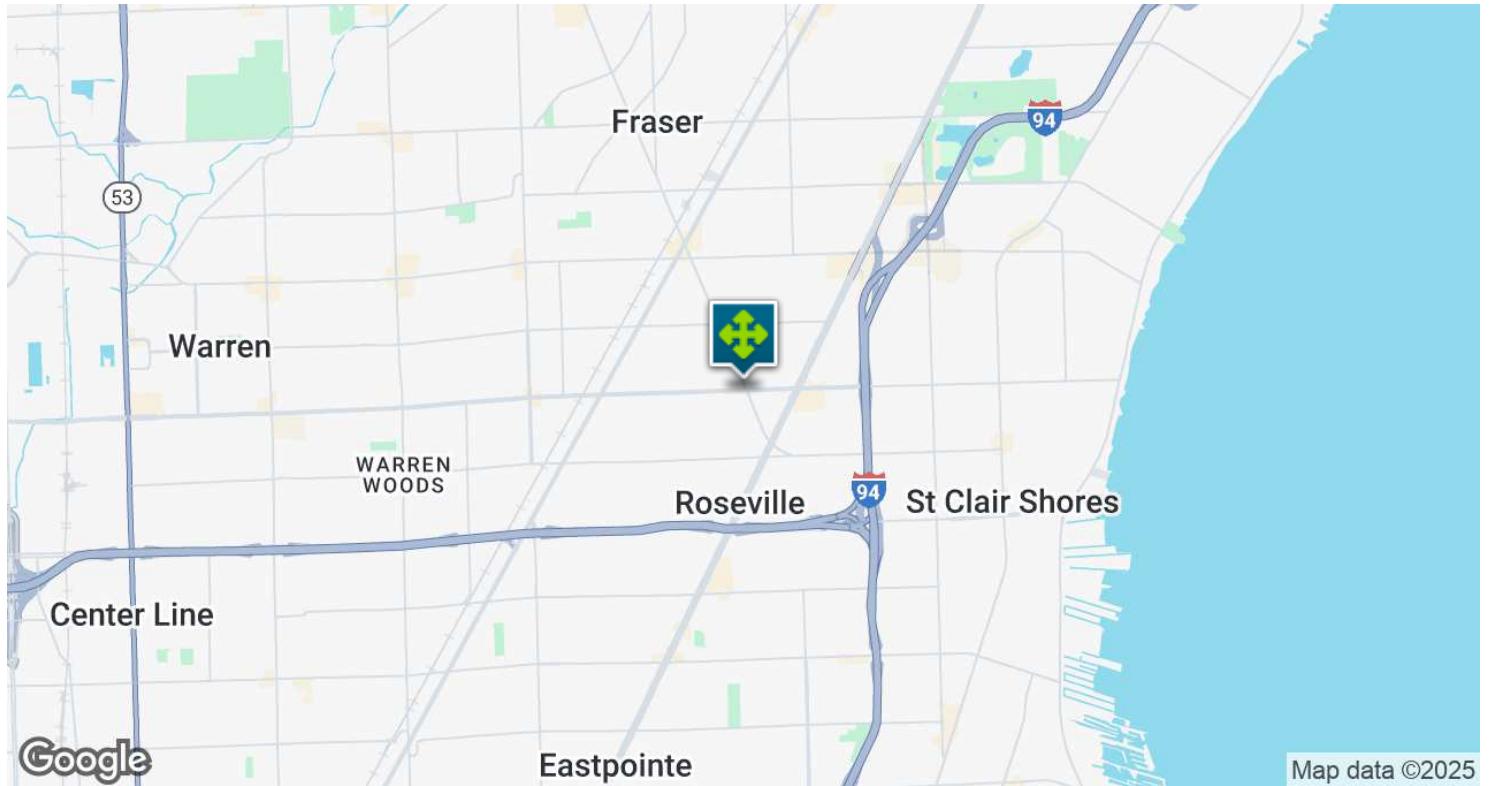 Fraser
94
53
Warren
WARREN
WOODS
94
Roseville
St Clair Shores
Center Line
Eastpointe
Google
Map data ©2025